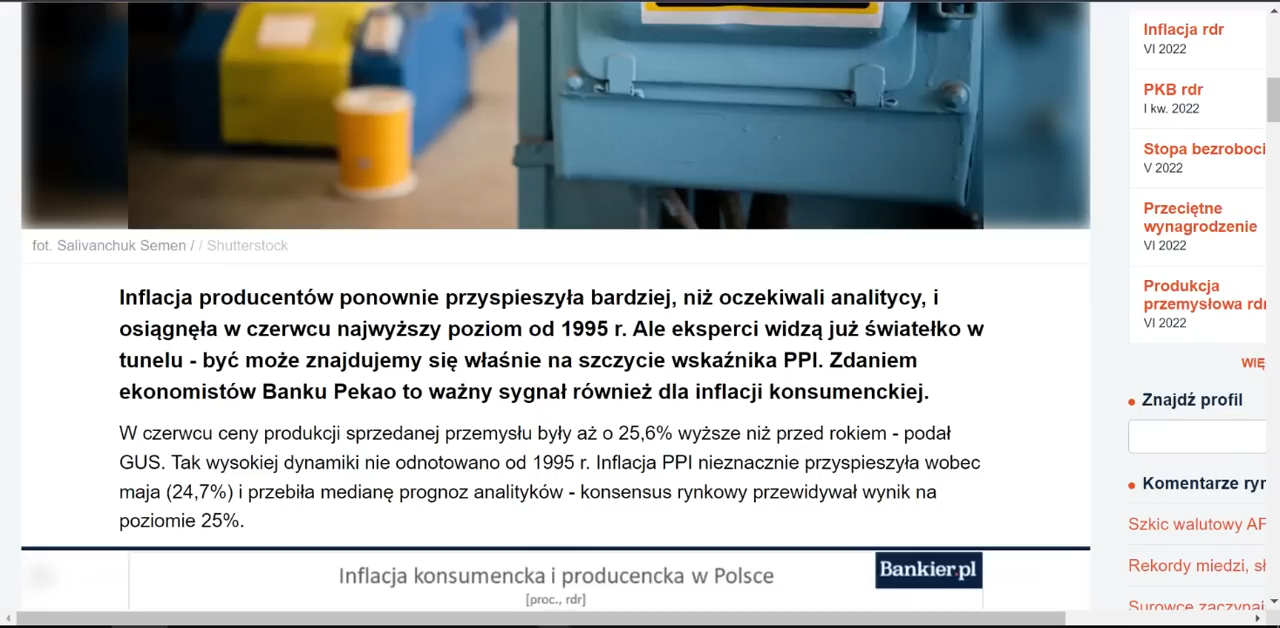 fot. Salivanchuk Semen / / Shutterstock
Inflacja producentów ponownie przyspieszyła bardziej, niż oczekiwali analitycy, i
osiągnęła w czerwcu najwyższy poziom od 1995 r. Ale eksperci widzą już światełko w
tunelu - być może znajdujemy się właśnie na szczycie wskaźnika PPI. Zdaniem
ekonomistów Banku Pekao to ważny sygnał również dla inflacji konsumenckiej.
W czerwcu ceny produkcji sprzedanej przemysłu były aż o 25,6% wyższe niż przed rokiem - podał
GUS. Tak wysokiej dynamiki nie odnotowano od 1995 r. Inflacja PPI nieznacznie przyspieszyła wobec
maja (24,7%) i przebiła medianę prognoz analityków - konsensus rynkowy przewidywał wynik na
poziomie 25%.
Inflacja konsumencka i producencka w Polsce
[proc., rdr]
Bankier.pl
Inflacja rdr
VI 2022
PKB rdr
I kw. 2022
Stopa bezroboci
V 2022
Przeciętne
wynagrodzenie
VI 2022
Produkcja
przemysłowa rdr
VI 2022
WIĘ
Znajdź profil
Komentarze ryn
Szkic walutowy AF
Rekordy miedzi, sł
Surowce zaczynaj